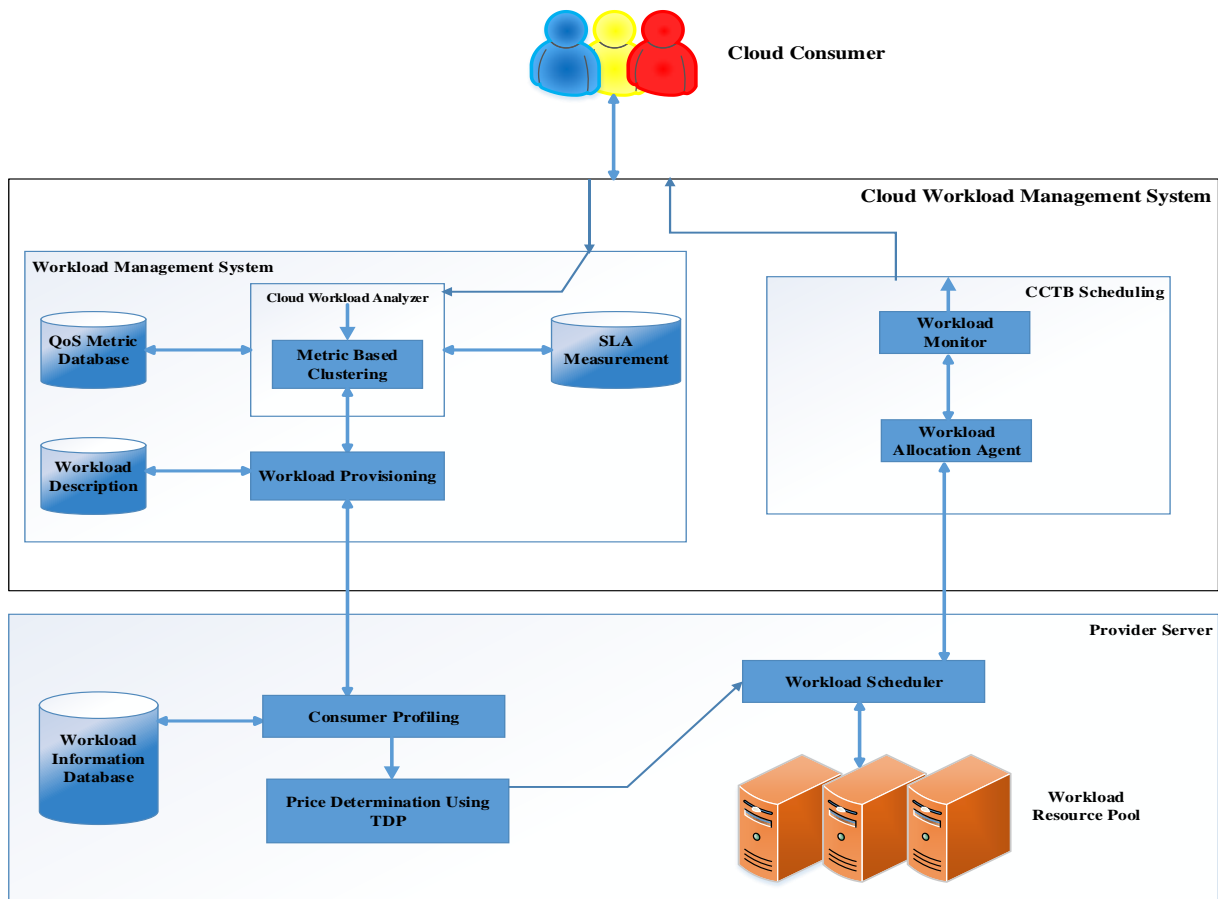 Cloud Consumer
Cloud Workload Management System
Workload Management System
Cloud Workload Analyzer
QoS Metric
Database
Metric Based
Clustering
SLA
Measurement
Workload
Description
Workload Provisioning
CCTB Scheduling
Workload
Monitor
Workload
Allocation Agent
Provider Server
Workload Scheduler
Consumer Profiling
Workload
Information
Database
Price Determination Using
TDP
Workload
Resource Pool